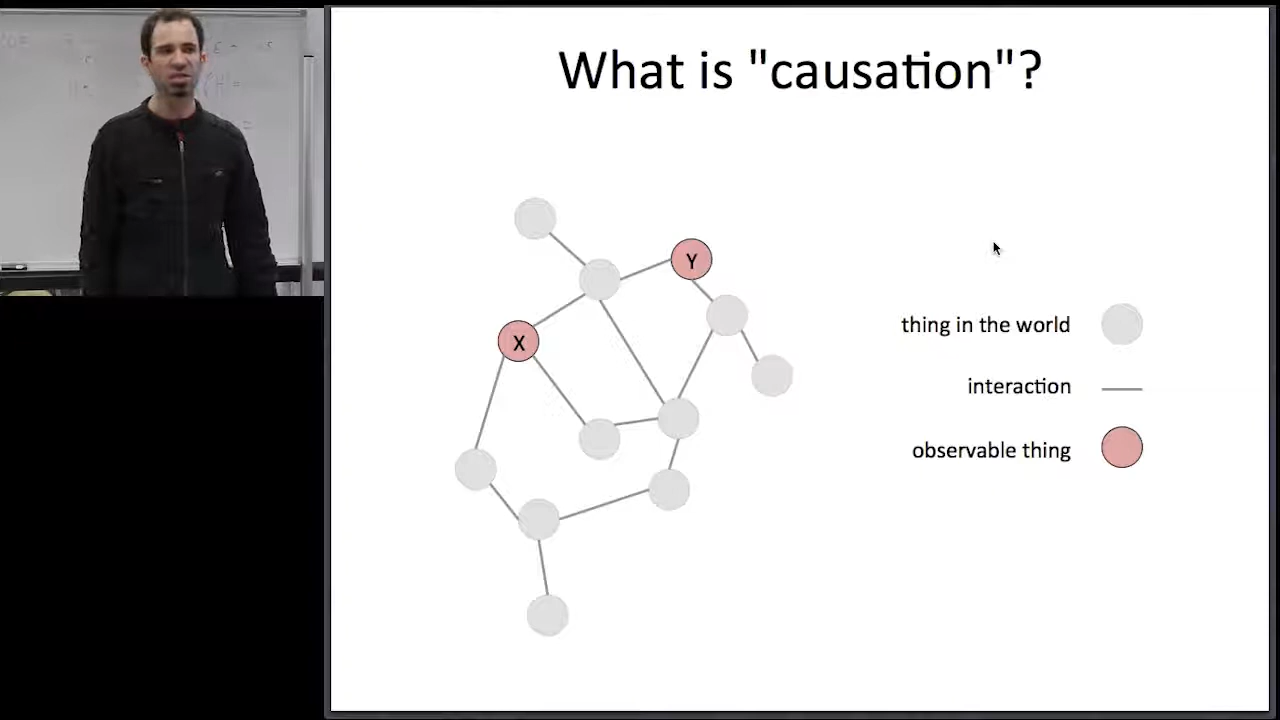 What is "causation"?
Y
X
thing in the world
interaction
observable thing